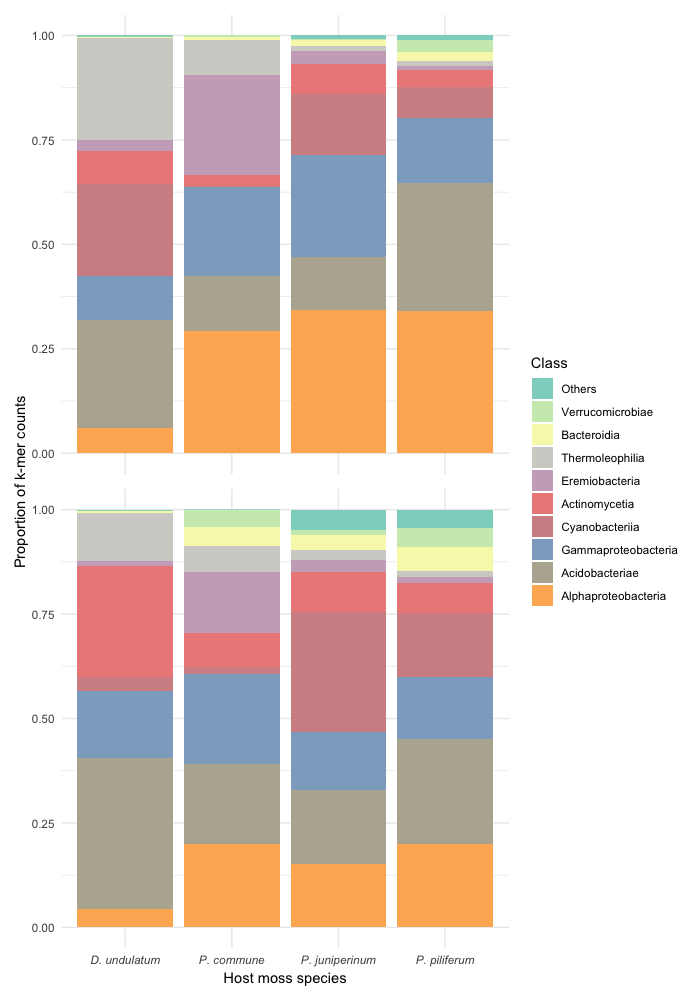 1.00
0.75
0.50
0.25
0.00
1.00
0.75
0.50
0.25
0.00
Proportion of k-mer counts
D. undulatum P. commune P. juniperinum P. piliferum
Host moss species
Class
Others
Verrucomicrobiae
Bacteroidia
Thermoleophilia
Eremiobacteria
Actinomycetia
Cyanobacteriia
Gammaproteobacteria
Acidobacteriae
Alphaproteobacteria